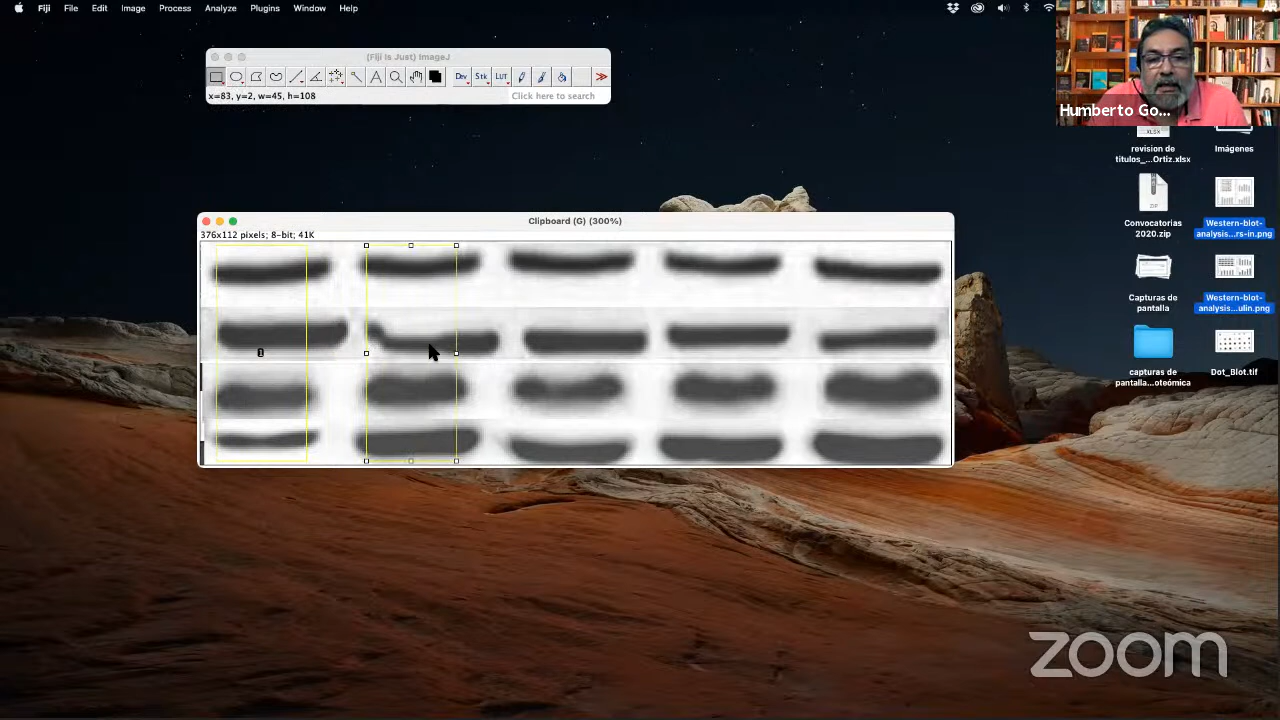 Fiji File Edit Image Process Analyze Plugins Window Help
(Fiji Is Just) ImageJ
Dev Stk LUT
x=83, y=2, w=45, h=108 Click here to search
Humberto Go...
XLSX
revision de titulos_...Ortiz.xlsx
Imágenes
ZIP
Convocatorias 2020.zip
Western-blot-analysis...rs-in.png
Capturas de pantalla
Western-blot-analysis...ulin.png
capturas de pantalla...oteómica
Dot_Blot.tif
Clipboard (G) (300%)
376x112 pixels; 8-bit; 41K
1
zoom